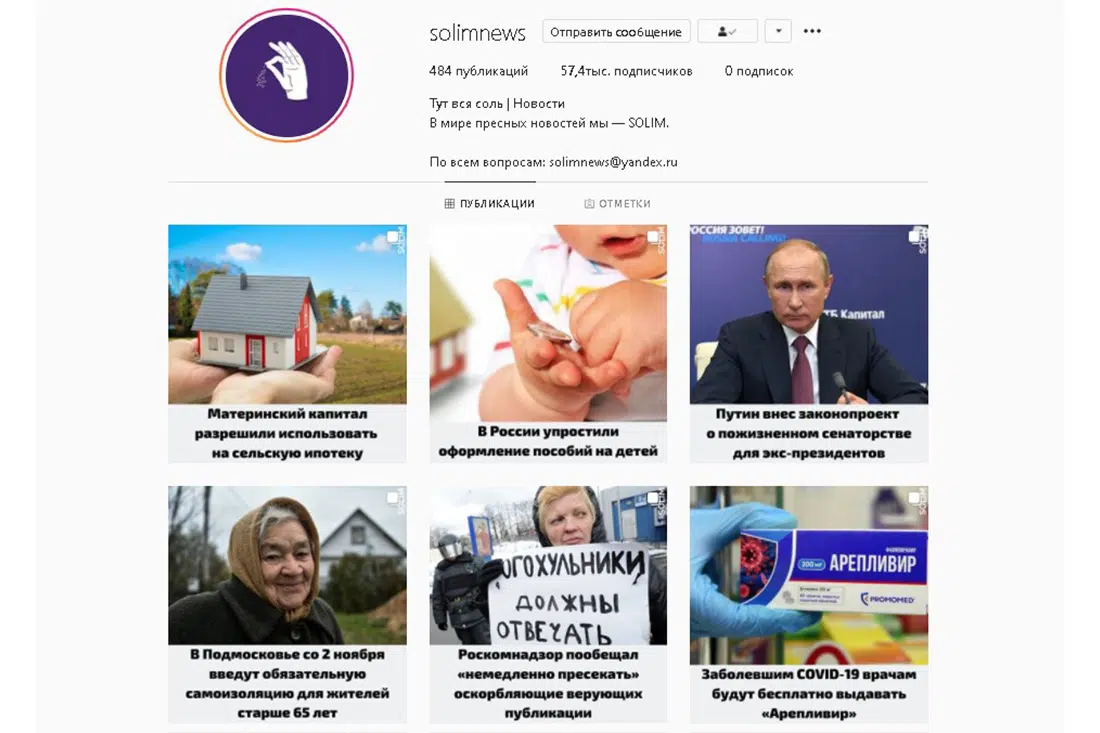 solimnews
Отправить сообщение
484 публикаций
57,4тыс. подписчиков
0 подписок
Тут вся соль | Новости
В мире пресных новостей мы — SOLIM.
По всем вопросам: solimnews@yandex.ru
ПУБЛИКАЦИИ
ОТМЕТКИ
SOLIM
Материнский капитал
разрешили использовать
на сельскую ипотеку
SOLIM
В России упростили
оформление пособий на детей
РОССИЯ ЗОВЕТ!
RUSSIA CALLING!
SOLIM
ТБ Капитал
Путин внес законопроект
о пожизненном сенаторстве
для экс-президентов
SOLIM
В Подмосковье со 2 ноября
введут обязательную
самоизоляцию для жителей
старше 65 лет
SOLIM
ОГОХУЛЬНИКИ
ДОЛЖНЫ
ОТВЕЧАТЬ
Роскомнадзор пообещал
«немедленно пресекать»
оскорбляющие верующих
публикации
SOLIM
200 мг
АРЕПЛИВИР
PROMOMED
Заболевшим COVID-19 врачам
будут бесплатно выдавать
«Арепливир»